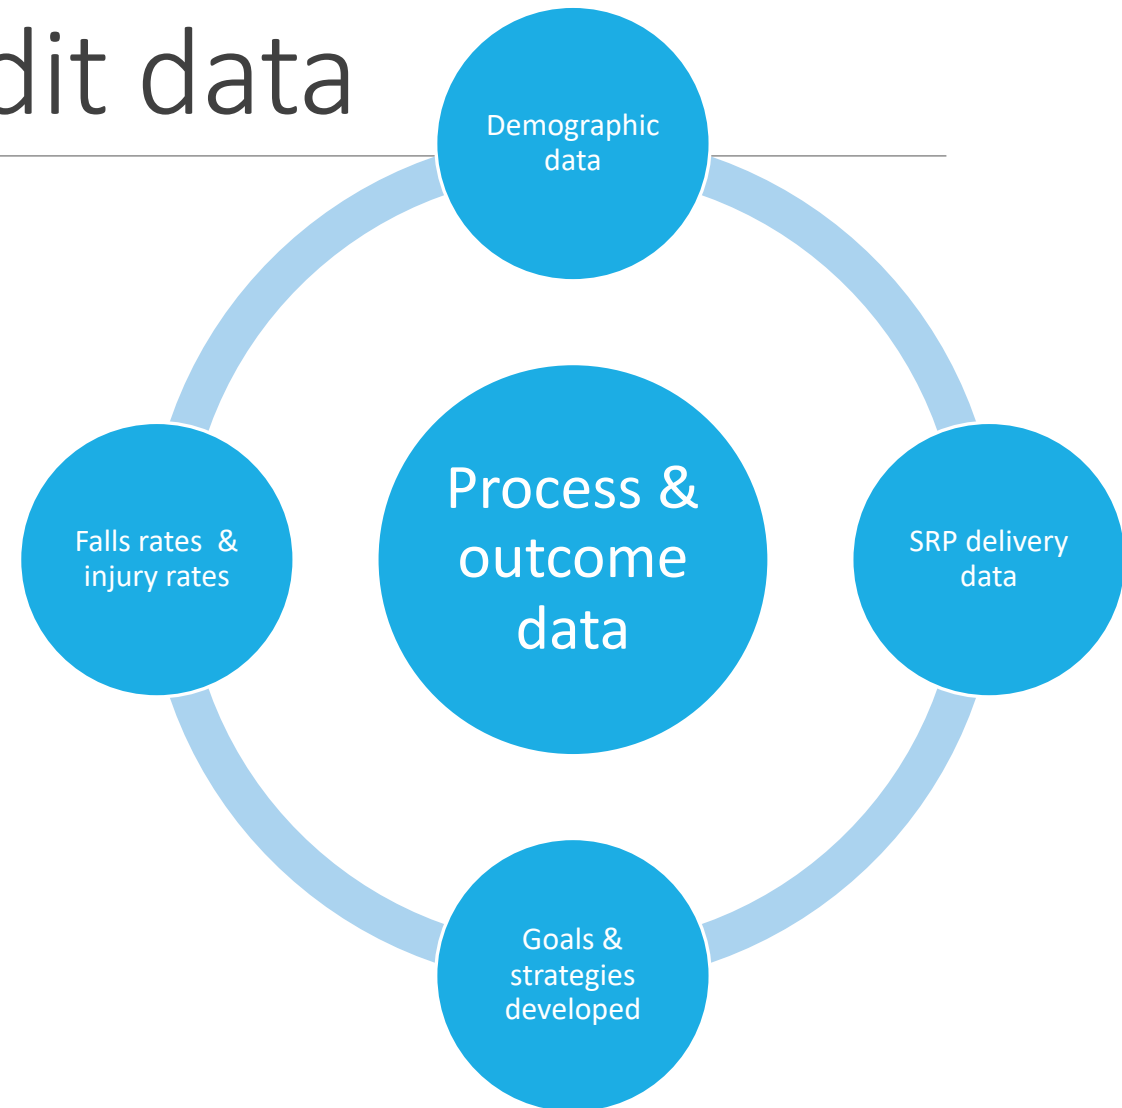 dit data
Demographic
data
Process &
outcome
data
Falls rates  &
injury rates
SRP delivery
data
Goals &
strategies
developed